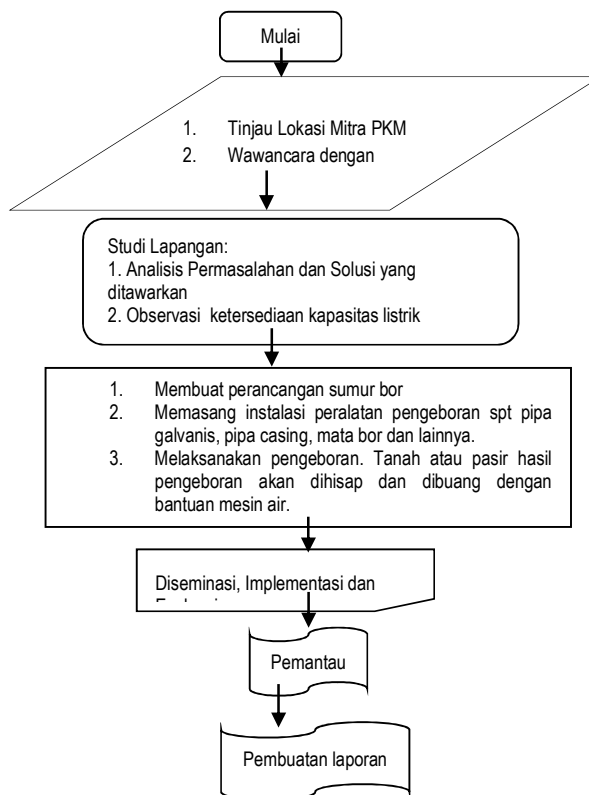 Mulai
1. Tinjau Lokasi Mitra PKM
2. Wawancara dengan
Studi Lapangan:
1. Analisis Permasalahan dan Solusi yang
ditawarkan
2. Observasi ketersediaan kapasitas listrik
1. Membuat perancangan sumur bor
2. Memasang instalasi peralatan pengeboran spt pipa
galvanis, pipa casing, mata bor dan lainnya.
3. Melaksanakan pengeboran. Tanah atau pasir hasil
pengeboran akan dihisap dan dibuang dengan
bantuan mesin air.
Diseminasi, Implementasi dan
Pemantau
Pembuatan laporan